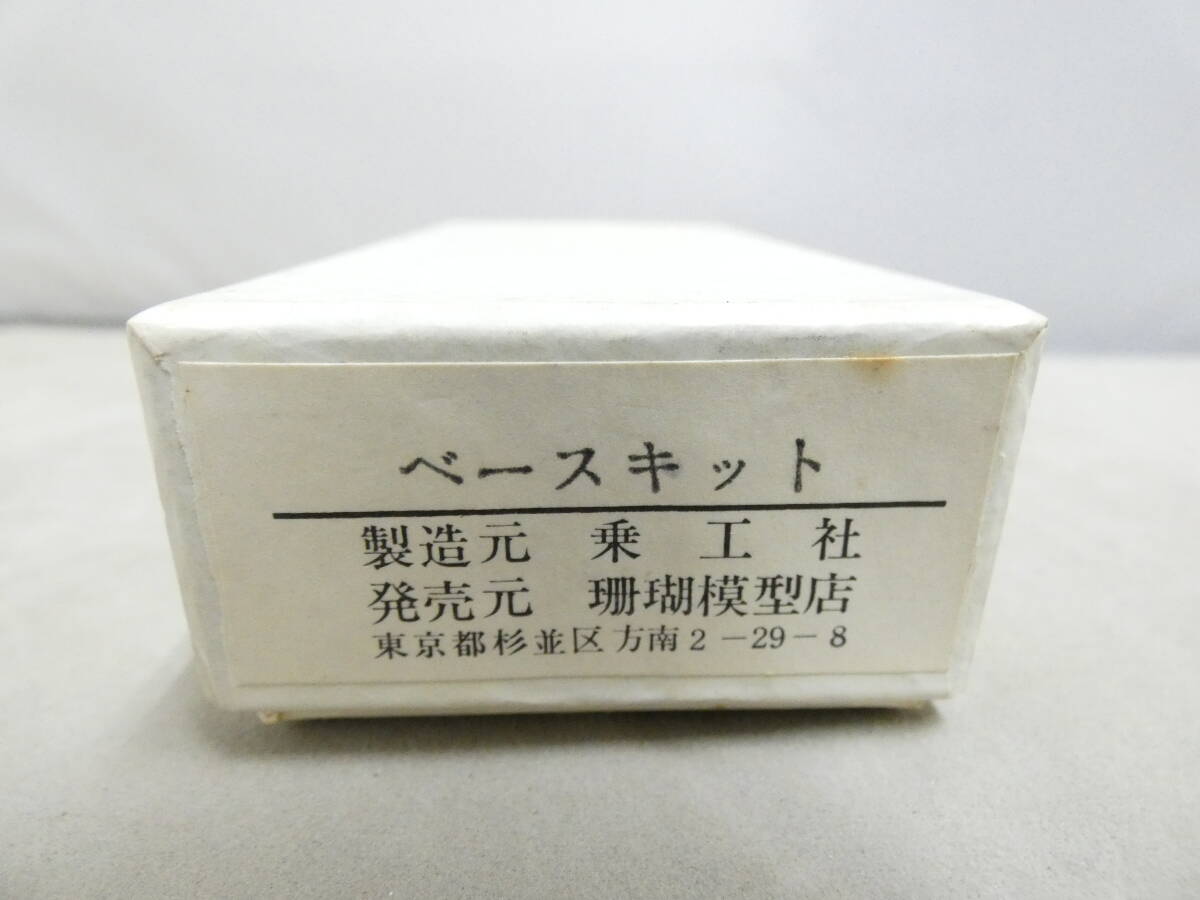 ベースキット
製造元 乗工社
発売元 珊瑚模型店
東京都杉並区方南2-29-8